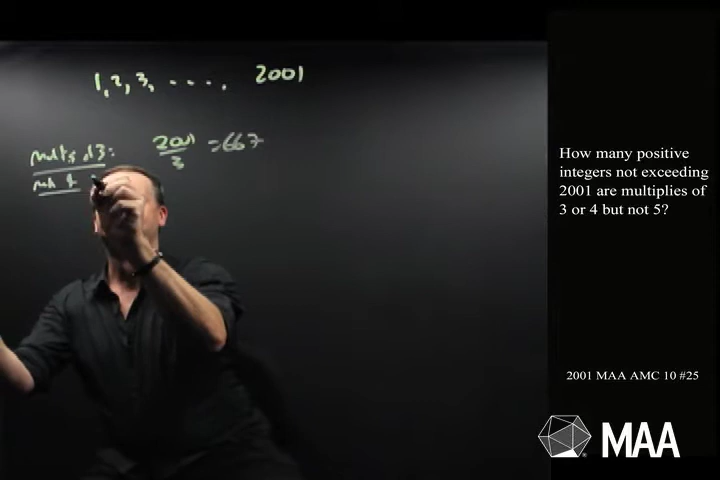 1, 2, 3, . . . . , 2001
mults of 3: 2001/3 = 667
How many positive
integers not exceeding
2001 are multiplies of
3 or 4 but not 5?
2001 MAA AMC 10 #25
MAA